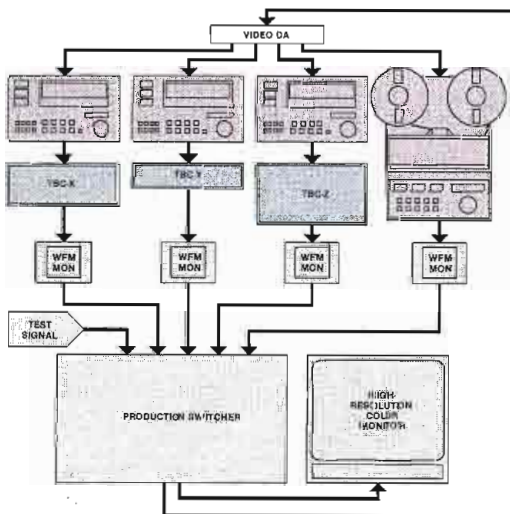 VIDEO DA
TBC-X
TBC-Y
TBC-Z
WFM
MON
WFM
MON
WFM
MON
WFM
MON
TEST
SIGNAL
PRODUCTION SWITCHER
HIGH-
RESOLUTION
COLOR
MONITOR